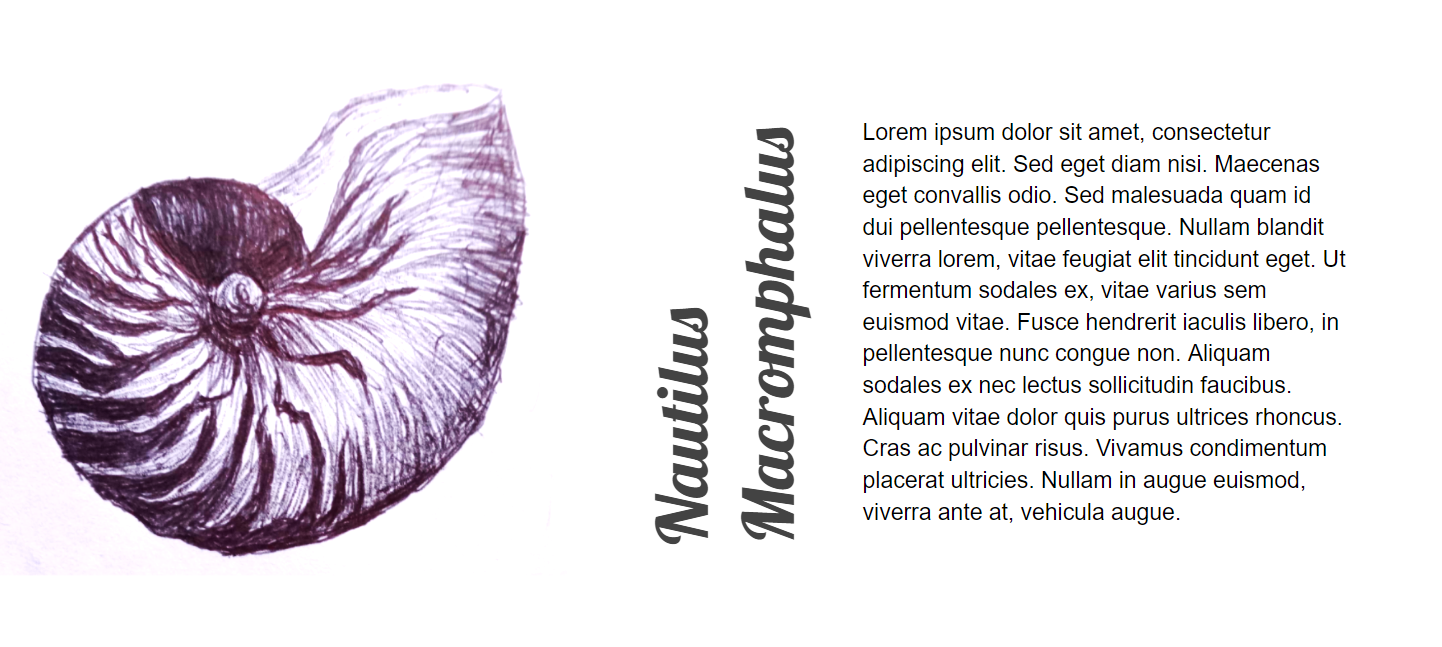 Nautilus
Macromphalus
Lorem ipsum dolor sit amet, consectetur
adipiscing elit. Sed eget diam nisi. Maecenas
eget convallis odio. Sed malesuada quam id
dui pellentesque pellentesque. Nullam blandit
viverra lorem, vitae feugiat elit tincidunt eget. Ut
fermentum sodales ex, vitae varius sem
euismod vitae. Fusce hendrerit iaculis libero, in
pellentesque nunc congue non. Aliquam
sodales ex nec lectus sollicitudin faucibus.
Aliquam vitae dolor quis purus ultrices rhoncus.
Cras ac pulvinar risus. Vivamus condimentum
placerat ultricies. Nullam in augue euismod,
viverra ante at, vehicula augue.